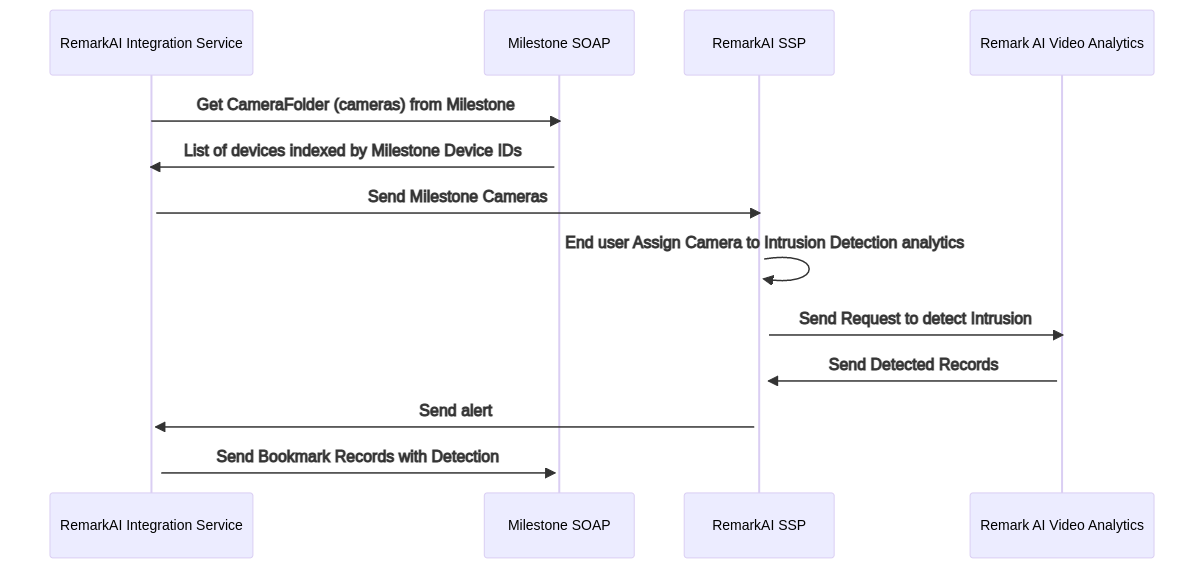 RemarkAI Integration Service
Milestone SOAP
RemarkAI SSP
Remark AI Video Analytics
Get CameraFolder (cameras) from Milestone
List of devices indexed by Milestone Device IDs
Send Milestone Cameras
End user Assign Camera to Intrusion Detection analytics
Send Request to detect Intrusion
Send Detected Records
Send alert
Send Bookmark Records with Detection
RemarkAI Integration Service
Milestone SOAP
RemarkAI SSP
Remark AI Video Analytics